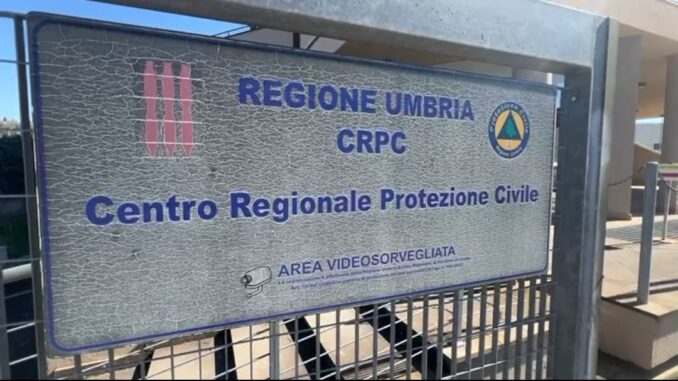 REGIONE UMBRIA
CRPC
Centro Regionale Protezione Civile
AREA VIDEOSORVEGLIATA